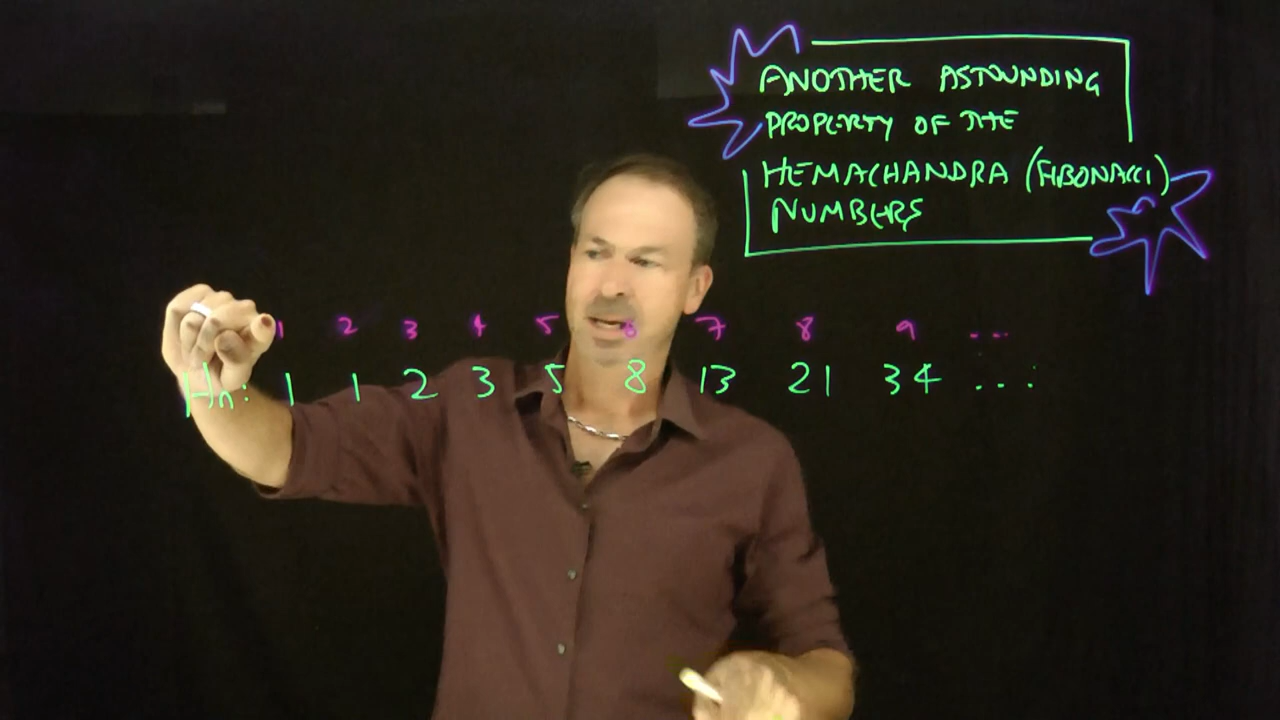 ANOTHER ASTOUNDING
PROPERTY OF THE
HEMACHANDRA (FIBONACCI)
NUMBERS
1 2 3 4 5 6 7 8 9 ...
Hn: 1 1 2 3 5 8 13 21 34 ...